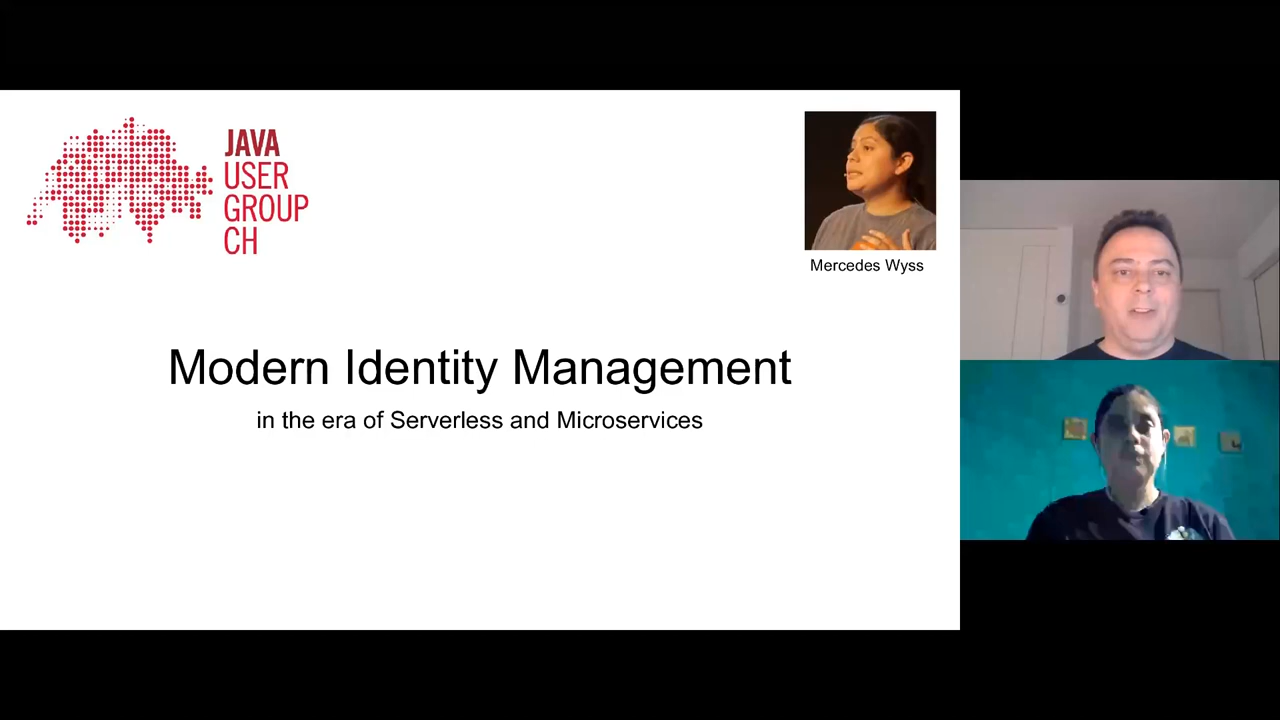 JAVA
USER
GROUP
CH
Mercedes Wyss
Modern Identity Management
in the era of Serverless and Microservices